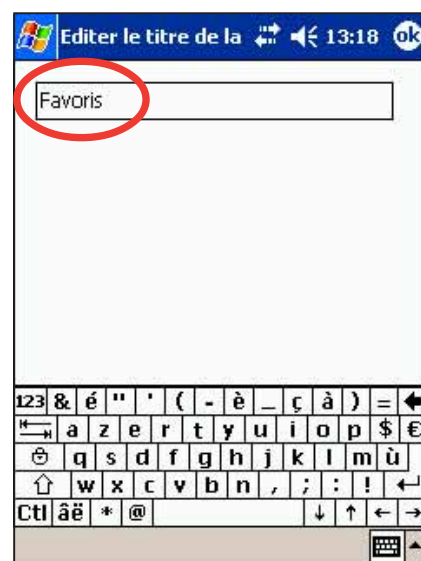 Editer le titre de la 13:18 ok
Favoris
123 & é " ' ( - è _ ç à ) =
a z e r t y u i o p $ €
q s d f g h j k l m ù
w x c v b n , ; : !
Ctl âë * @ ↓ ↑ ← →